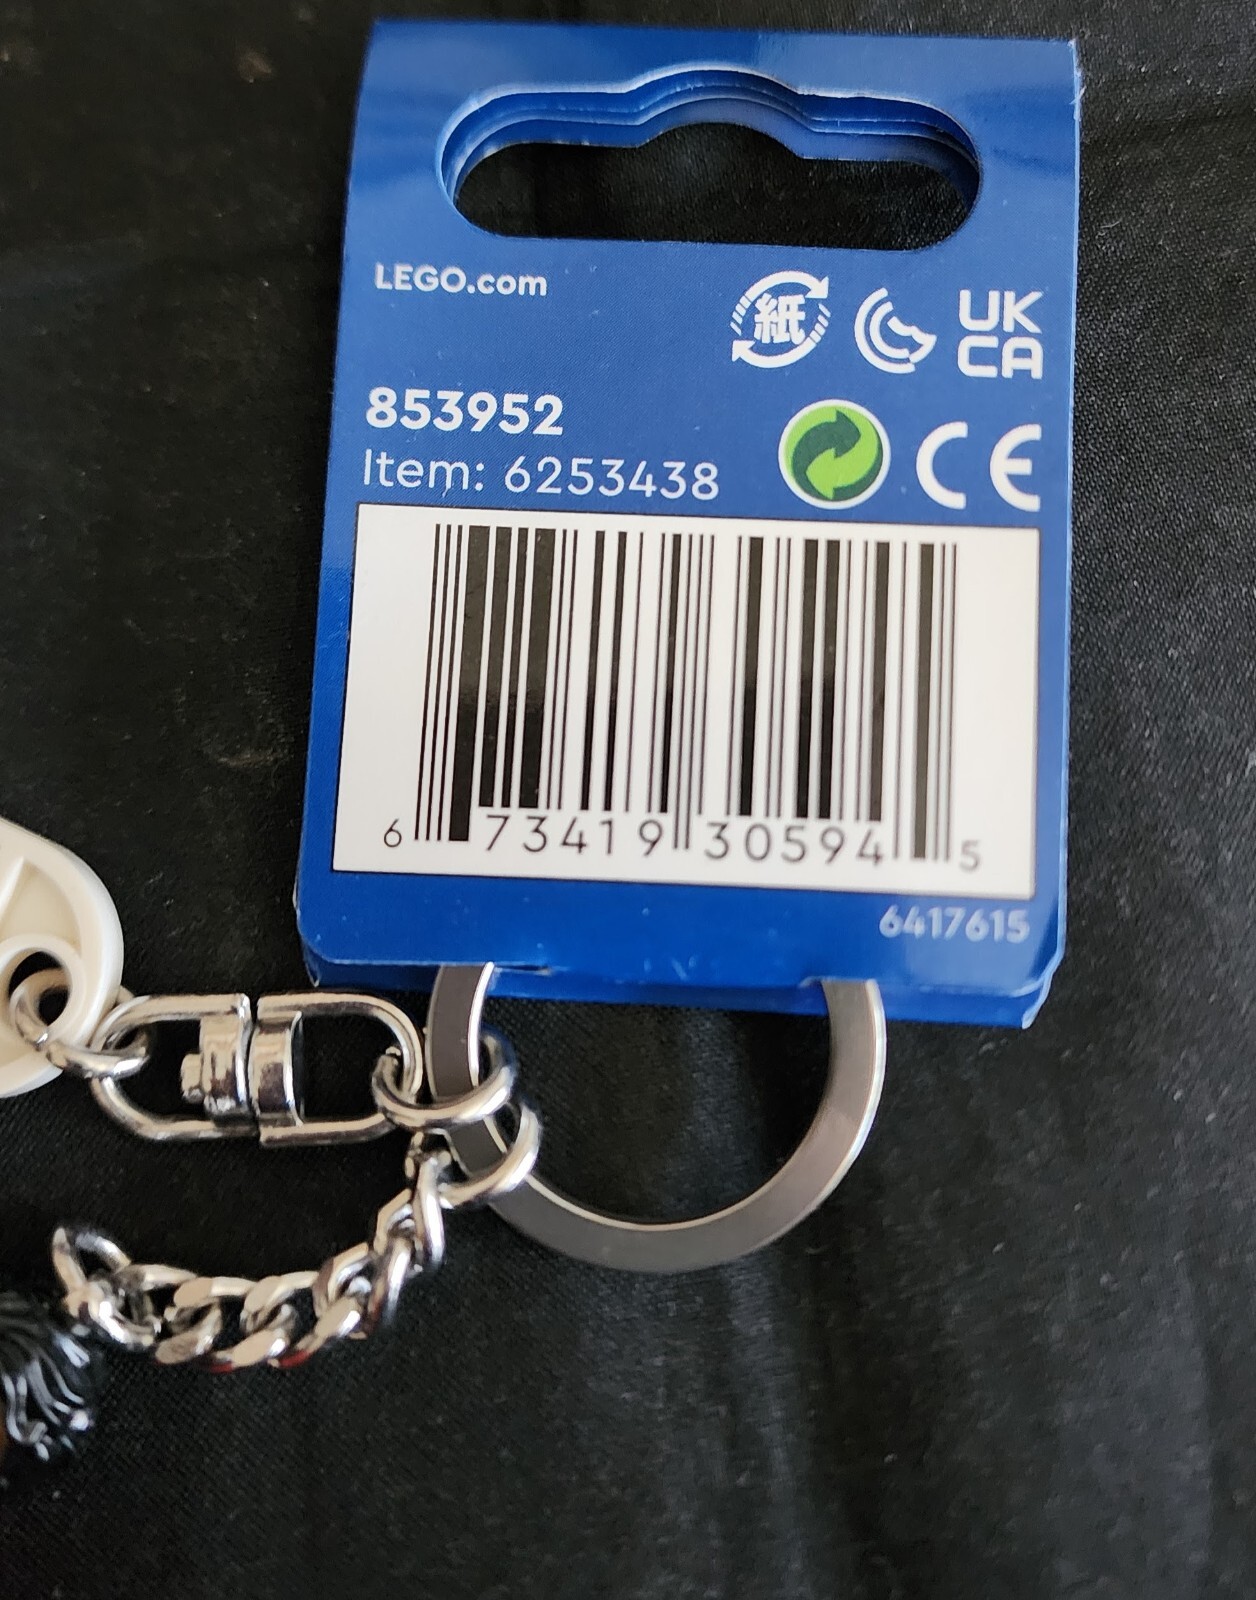 LEGO.com
紙
UK
CA
853952
CE
Item: 6253438
6 73419 30594 5
6417615